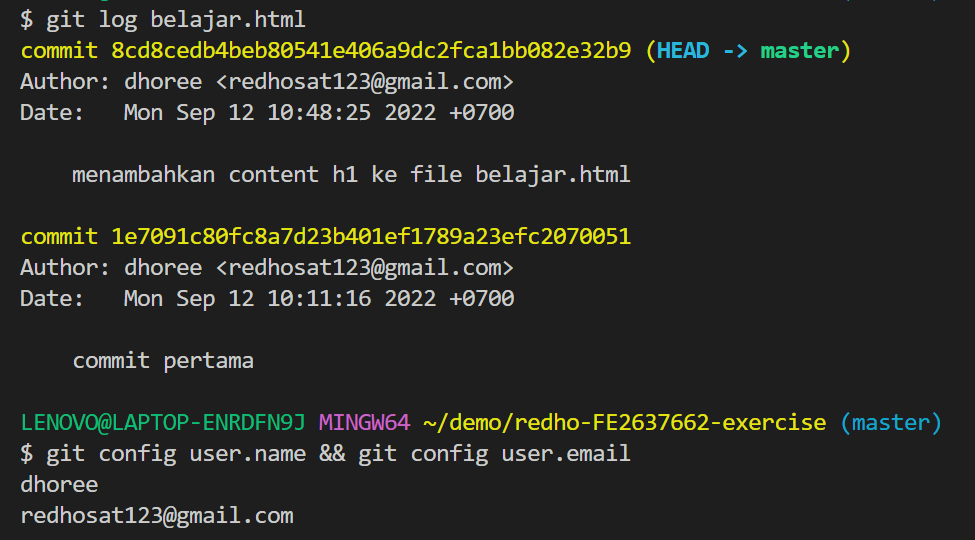 $ git log belajar.html
commit 8cd8cedb4beb80541e406a9dc2fca1bb082e32b9 (HEAD -> master)
Author: dhoree <redhosat123@gmail.com>
Date:   Mon Sep 12 10:48:25 2022 +0700
    menambahkan content h1 ke file belajar.html
commit 1e7091c80fc8a7d23b401ef1789a23efc2070051
Author: dhoree <redhosat123@gmail.com>
Date:   Mon Sep 12 10:11:16 2022 +0700
    commit pertama
LENOVO@LAPTOP-ENRDFN9J MINGW64 ~/demo/redho-FE2637662-exercise (master)
$ git config user.name && git config user.email
dhoree
redhosat123@gmail.com